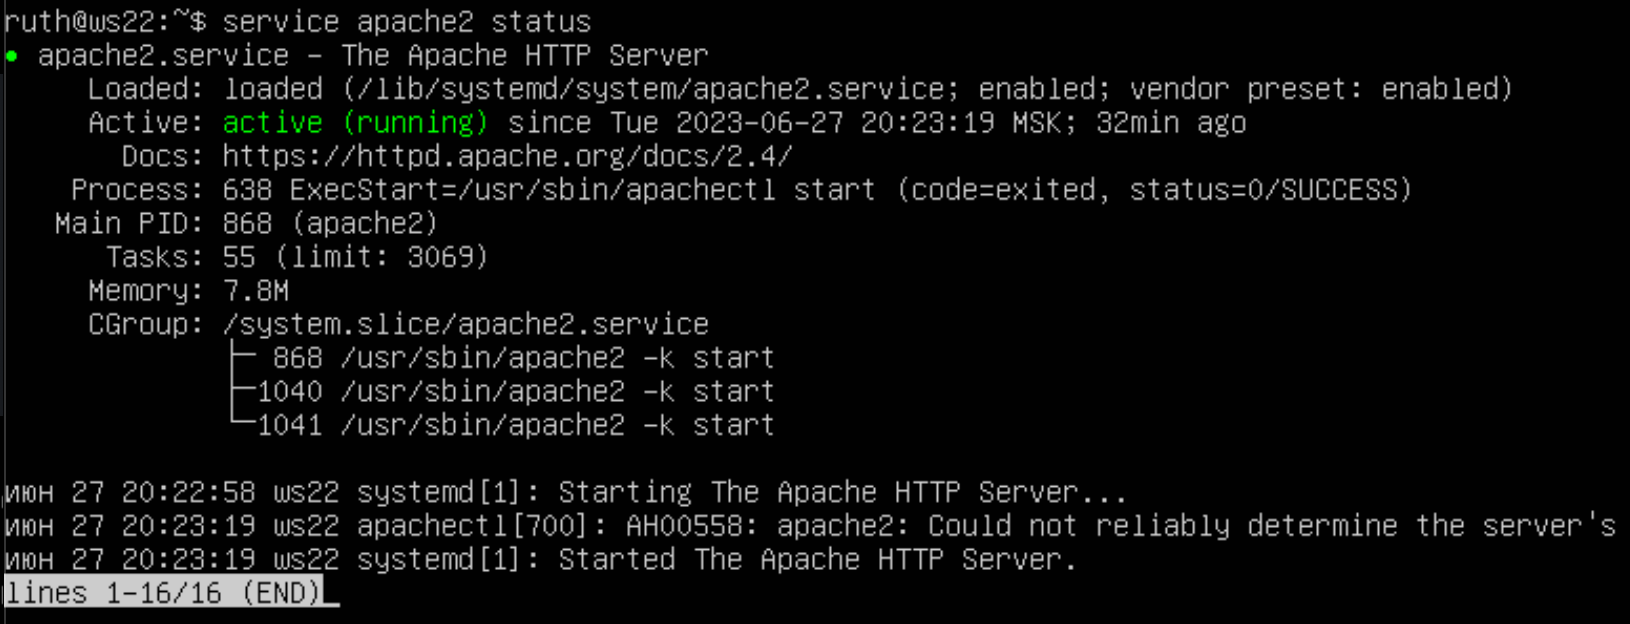 ruth@ws22:~$ service apache2 status
● apache2.service - The Apache HTTP Server
     Loaded: loaded (/lib/systemd/system/apache2.service; enabled; vendor preset: enabled)
     Active: active (running) since Tue 2023-06-27 20:23:19 MSK; 32min ago
       Docs: https://httpd.apache.org/docs/2.4/
    Process: 638 ExecStart=/usr/sbin/apachectl start (code=exited, status=0/SUCCESS)
   Main PID: 868 (apache2)
      Tasks: 55 (limit: 3069)
     Memory: 7.8M
     CGroup: /system.slice/apache2.service
             ├─ 868 /usr/sbin/apache2 -k start
             ├─1040 /usr/sbin/apache2 -k start
             └─1041 /usr/sbin/apache2 -k start

июн 27 20:22:58 ws22 systemd[1]: Starting The Apache HTTP Server...
июн 27 20:23:19 ws22 apachectl[700]: AH00558: apache2: Could not reliably determine the server's
июн 27 20:23:19 ws22 systemd[1]: Started The Apache HTTP Server.
lines 1-16/16 (END)